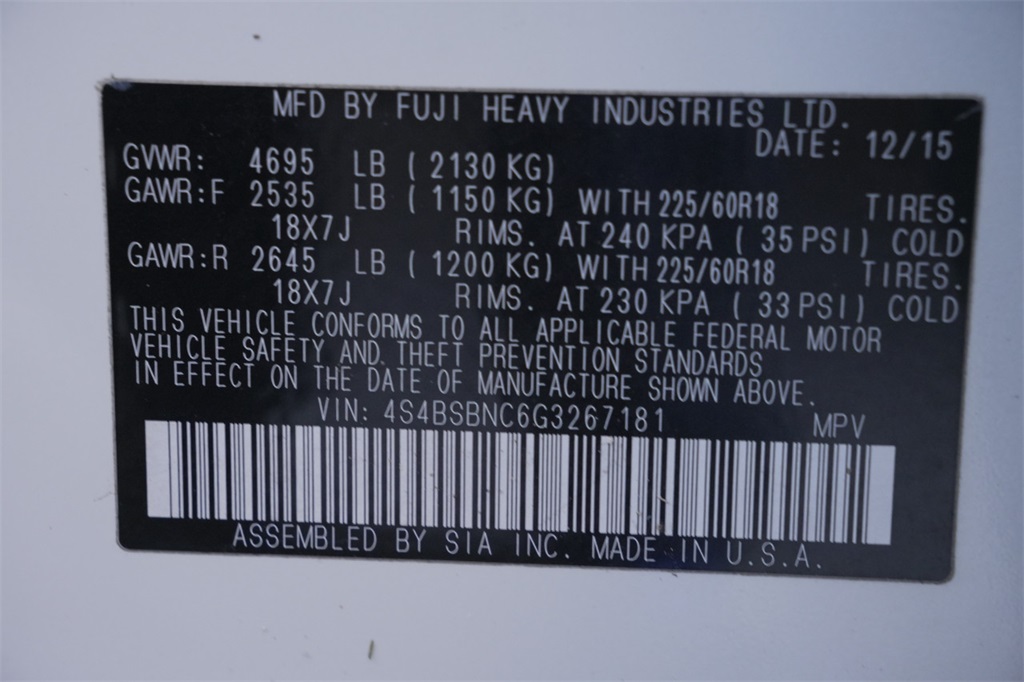 MFD BY FUJI HEAVY INDUSTRIES LTD.
DATE: 12/15
GVWR: 4695 LB ( 2130 KG)
GAWR:F 2535 LB ( 1150 KG) WITH 225/60R18 TIRES.
18X7J RIMS. AT 240 KPA ( 35 PSI) COLD
GAWR:R 2645 LB ( 1200 KG) WITH 225/60R18 TIRES.
18X7J RIMS. AT 230 KPA ( 33 PSI) COLD
THIS VEHICLE CONFORMS TO ALL APPLICABLE FEDERAL MOTOR
VEHICLE SAFETY AND THEFT PREVENTION STANDARDS
IN EFFECT ON THE DATE OF MANUFACTURE SHOWN ABOVE.
VIN: 4S4BSBNC6G3267181 MPV
ASSEMBLED BY SIA INC. MADE IN U.S.A.